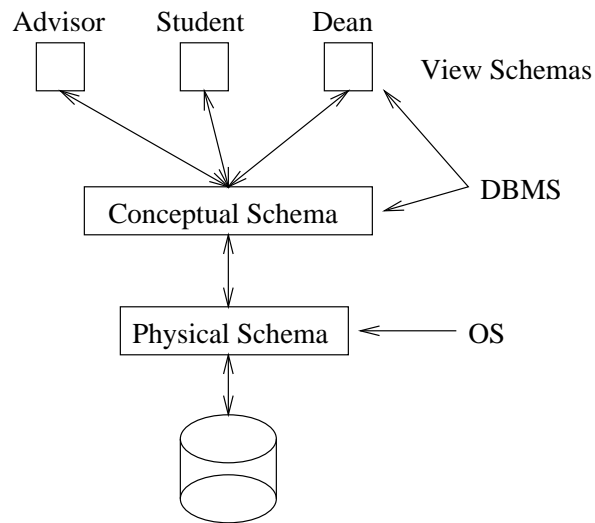 Advisor Student Dean
View Schemas
DBMS
Conceptual Schema
Physical Schema OS